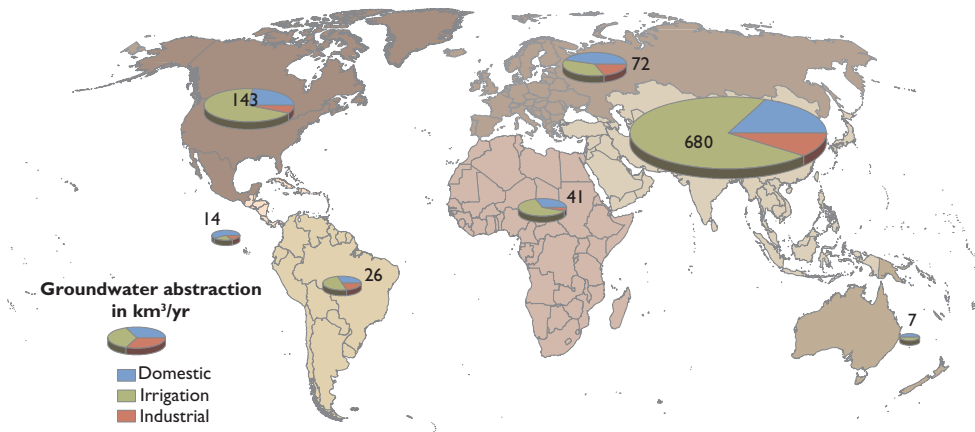 143
72
680
41
14
26
7
Groundwater abstraction
in km³/yr
Domestic
Irrigation
Industrial